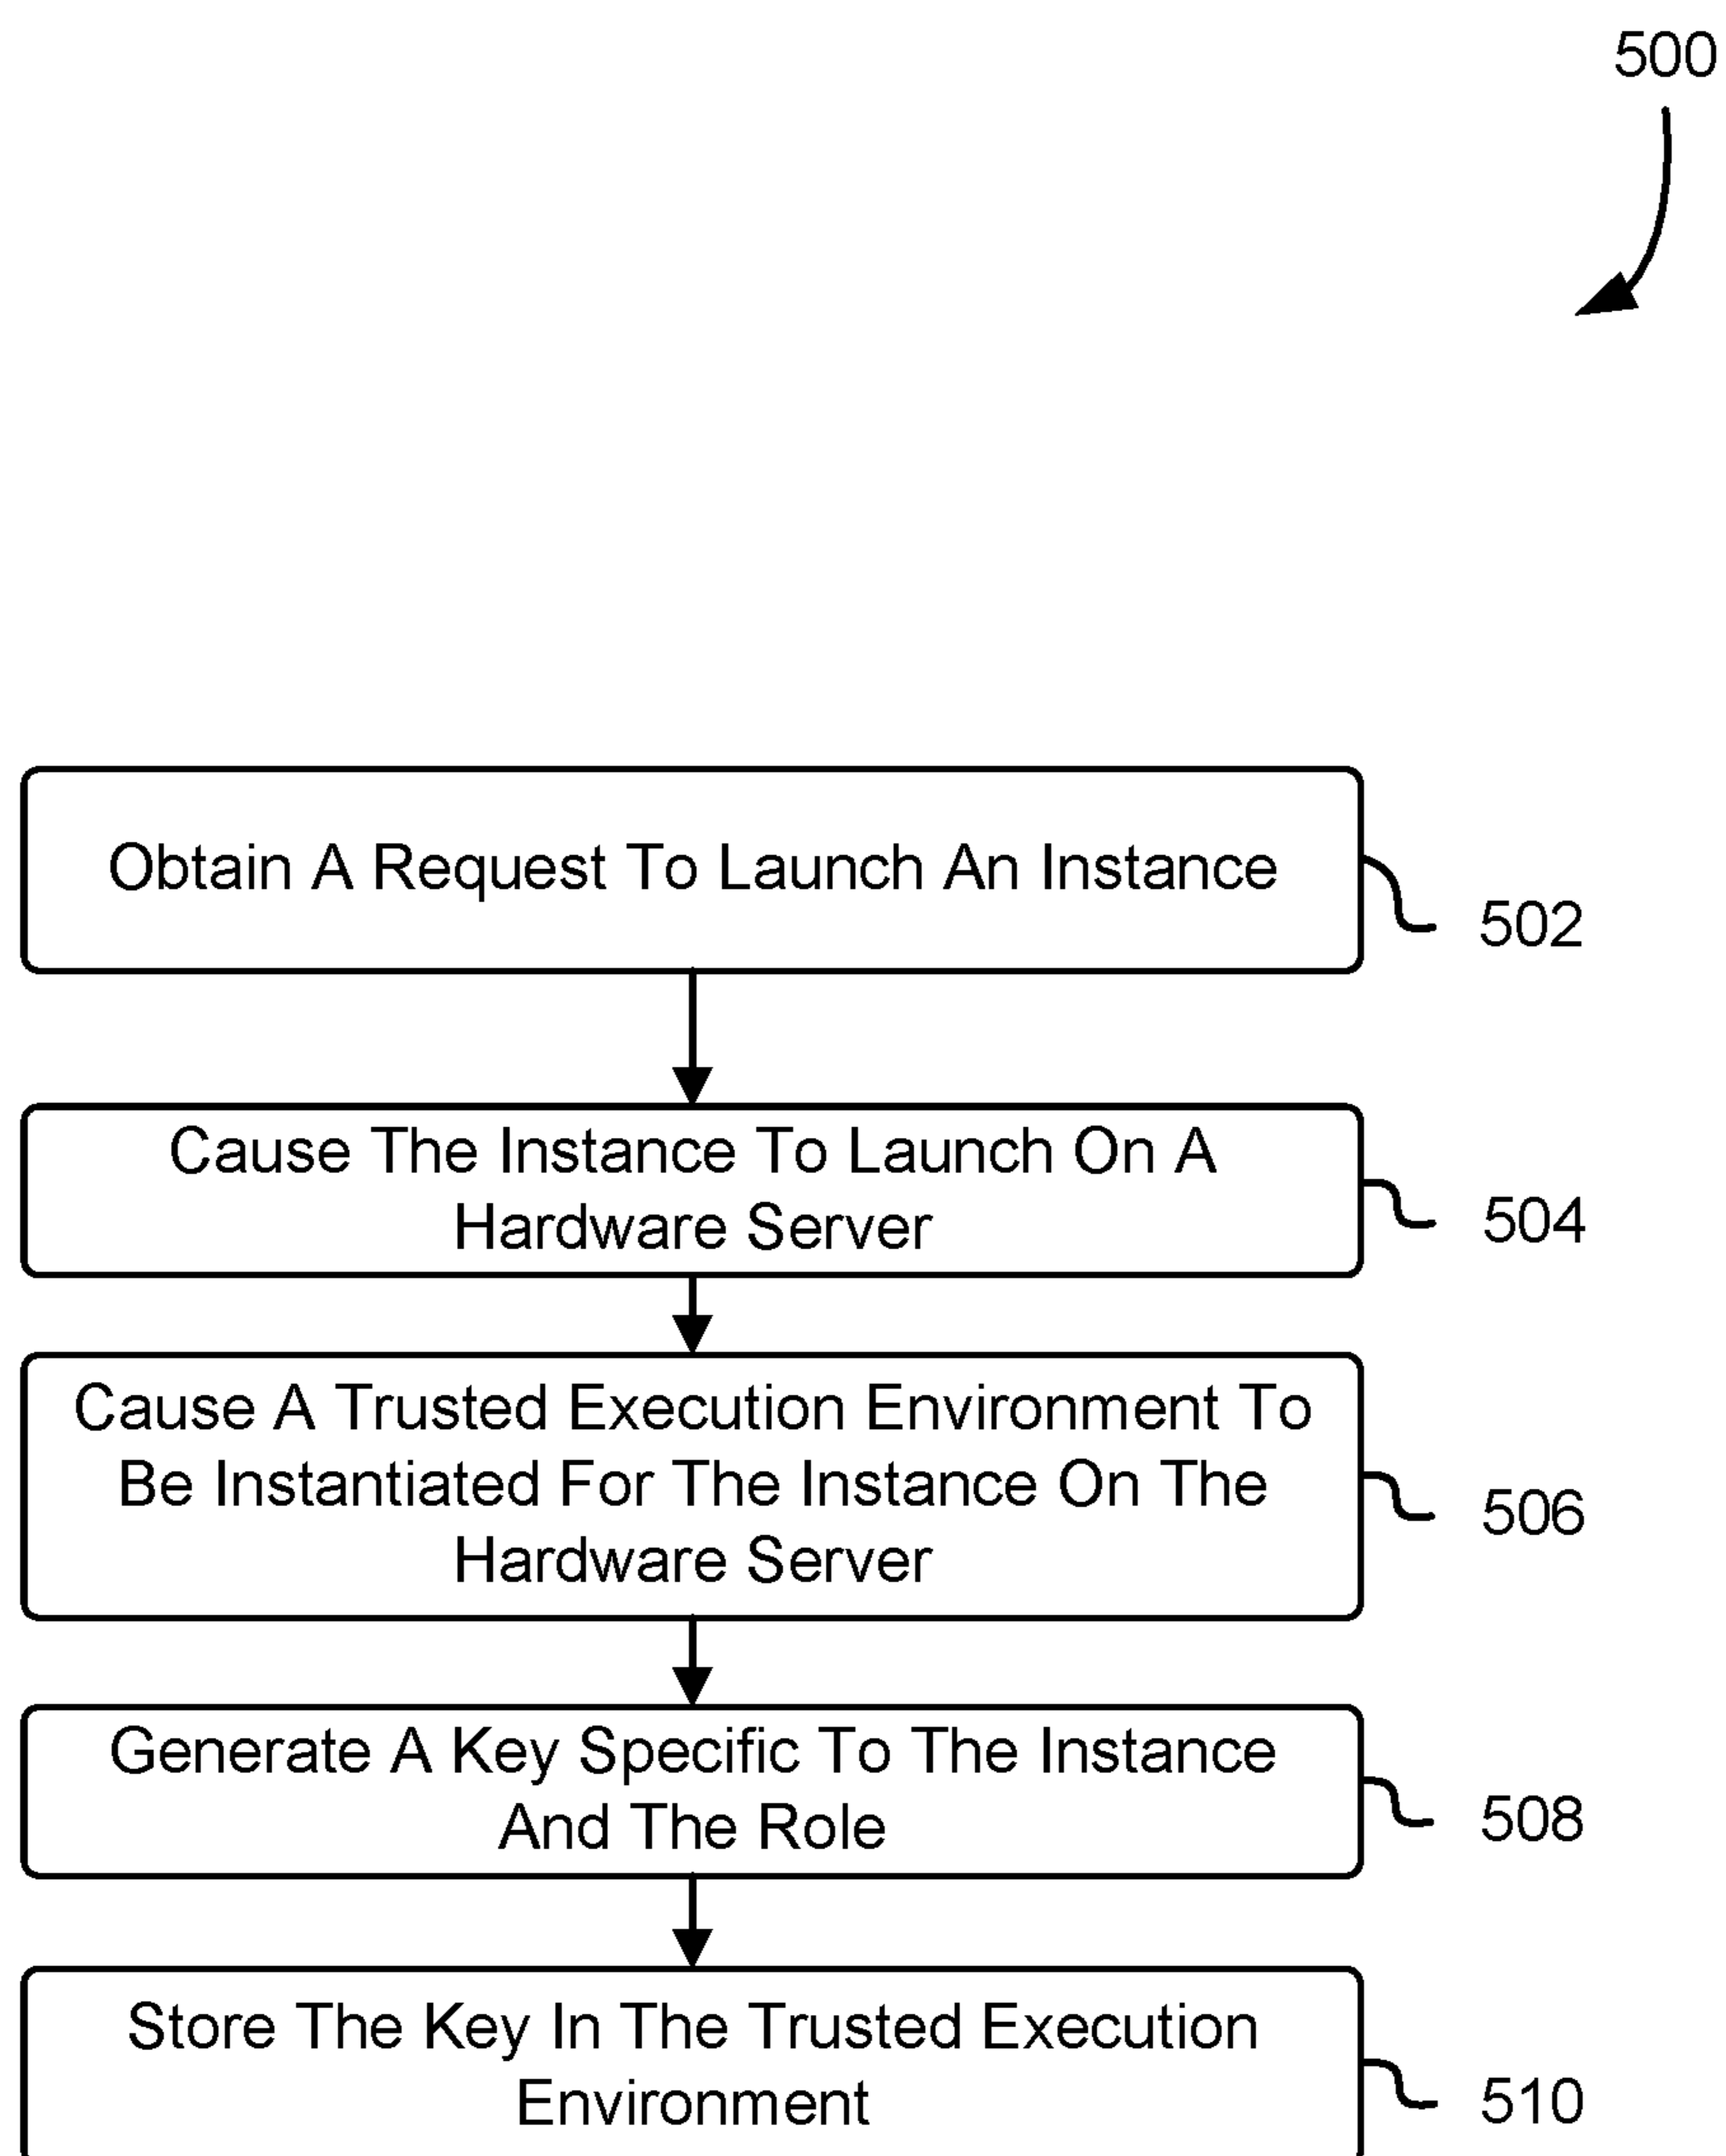 500
Obtain A Request To Launch An Instance
502
Cause The Instance To Launch On A
Hardware Server
504
Cause A Trusted Execution Environment To
Be Instantiated For The Instance On The
Hardware Server
506
Generate A Key Specific To The Instance
And The Role
508
Store The Key In The Trusted Execution
Environment
510